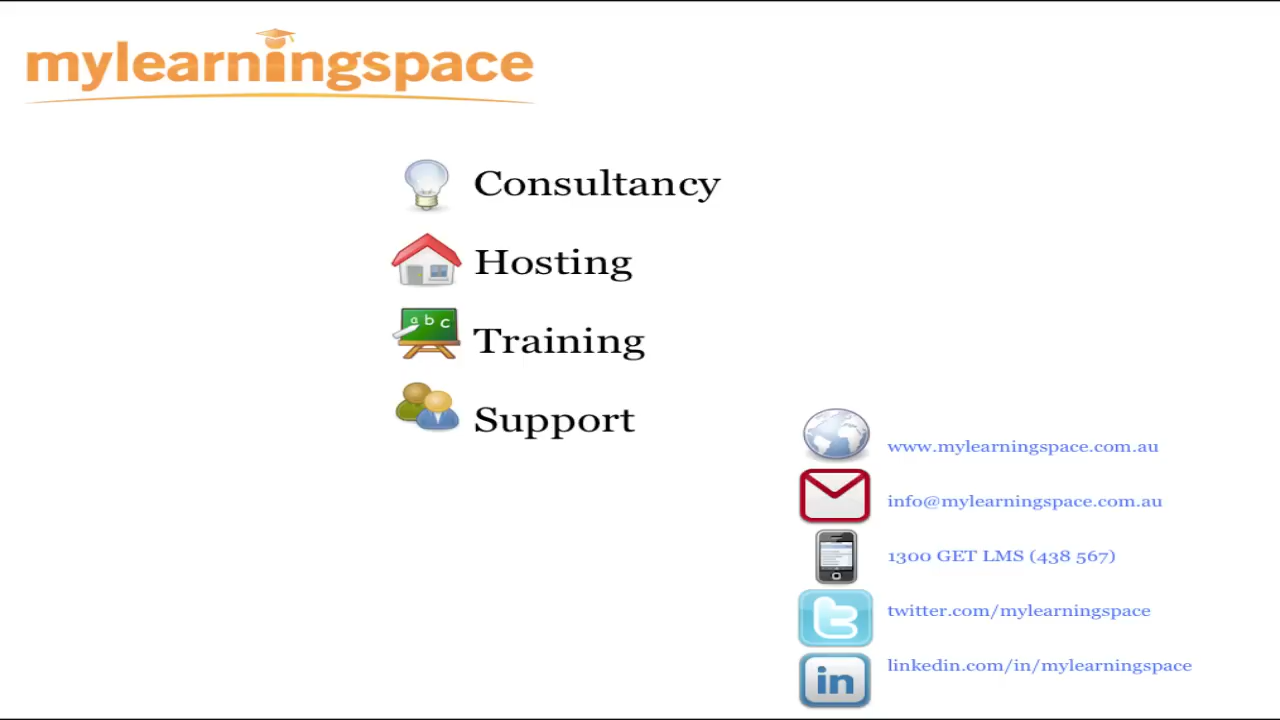 mylearningspace
Consultancy
Hosting
a b c
Training
Support
www.mylearningspace.com.au
info@mylearningspace.com.au
1300 GET LMS (438 567)
t
twitter.com/mylearningspace
in
linkedin.com/in/mylearningspace